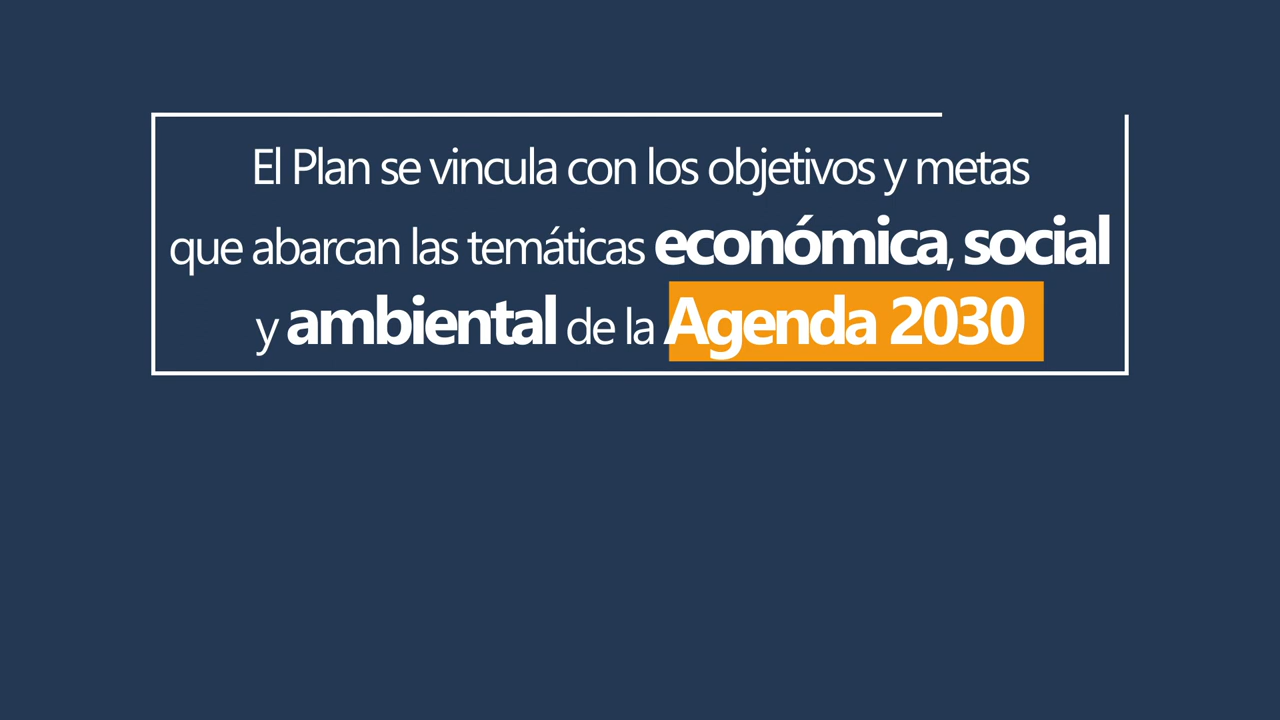 El Plan se vincula con los objetivos y metas
que abarcan las temáticas económica, social
y ambiental de la Agenda 2030